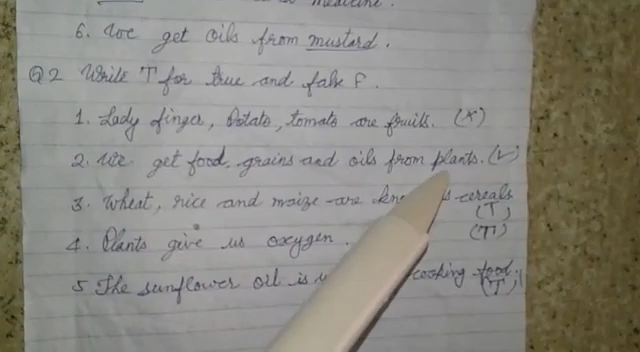 medicine.
6. We get oils from mustard.
Q2 Write T for true and false F.
1. Lady finger, Potato, tomato are fruits. (×)
2. We get food, grains and oils from plants. (✓)
3. Wheat, rice and maize are cereals
(T)
4. Plants give us oxygen. (T)
5 The sunflower oil is cooking food.
(T)